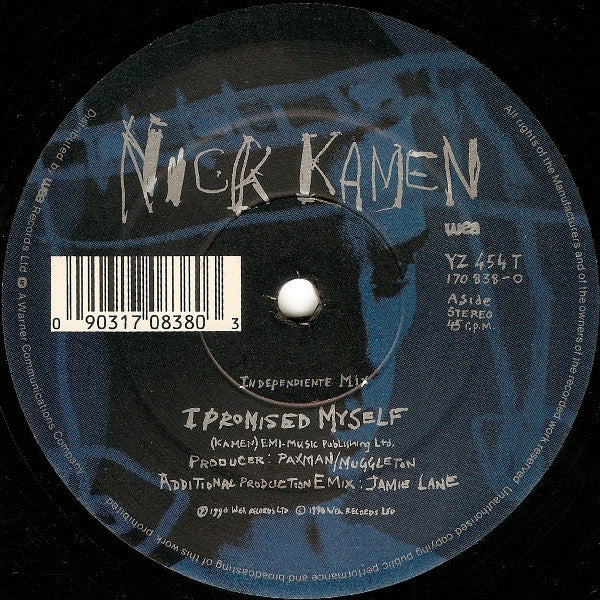 NICK KAMEN
wea
YZ 454 T
170 838-0
A Side
STEREO
45 r.p.m.
0 90317 08380 3
INDEPENDIENTE MIX
I PROMISED MYSELF
(KAMEN) EMI-MUSIC Publishing Ltd.
PRODUCER: PAXMAN/MUGGLETON
ADDITIONAL PRODUCTION E MIX: JAMIE LANE
℗ 1990 WEA RECORDS LTD © 1990 WEA RECORDS LTD
All rights of the Manufacturers and of the owners of the recorded work reserved. Unauthorised copying public performance and broadcasting of this work prohibited.
Distributed by wea Records Ltd. A Warner Communications Company.